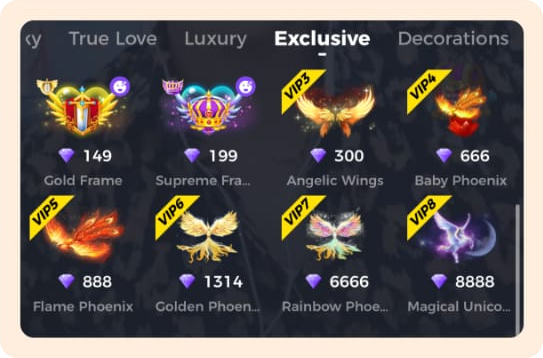 ky True Love Luxury Exclusive Decorations
149 199 VIP3 300 VIP4 666
Gold Frame Supreme Fra... Angelic Wings Baby Phoenix
VIP5 888 VIP6 1314 VIP7 6666 VIP8 8888
Flame Phoenix Golden Phoen... Rainbow Phoe... Magical Unico...